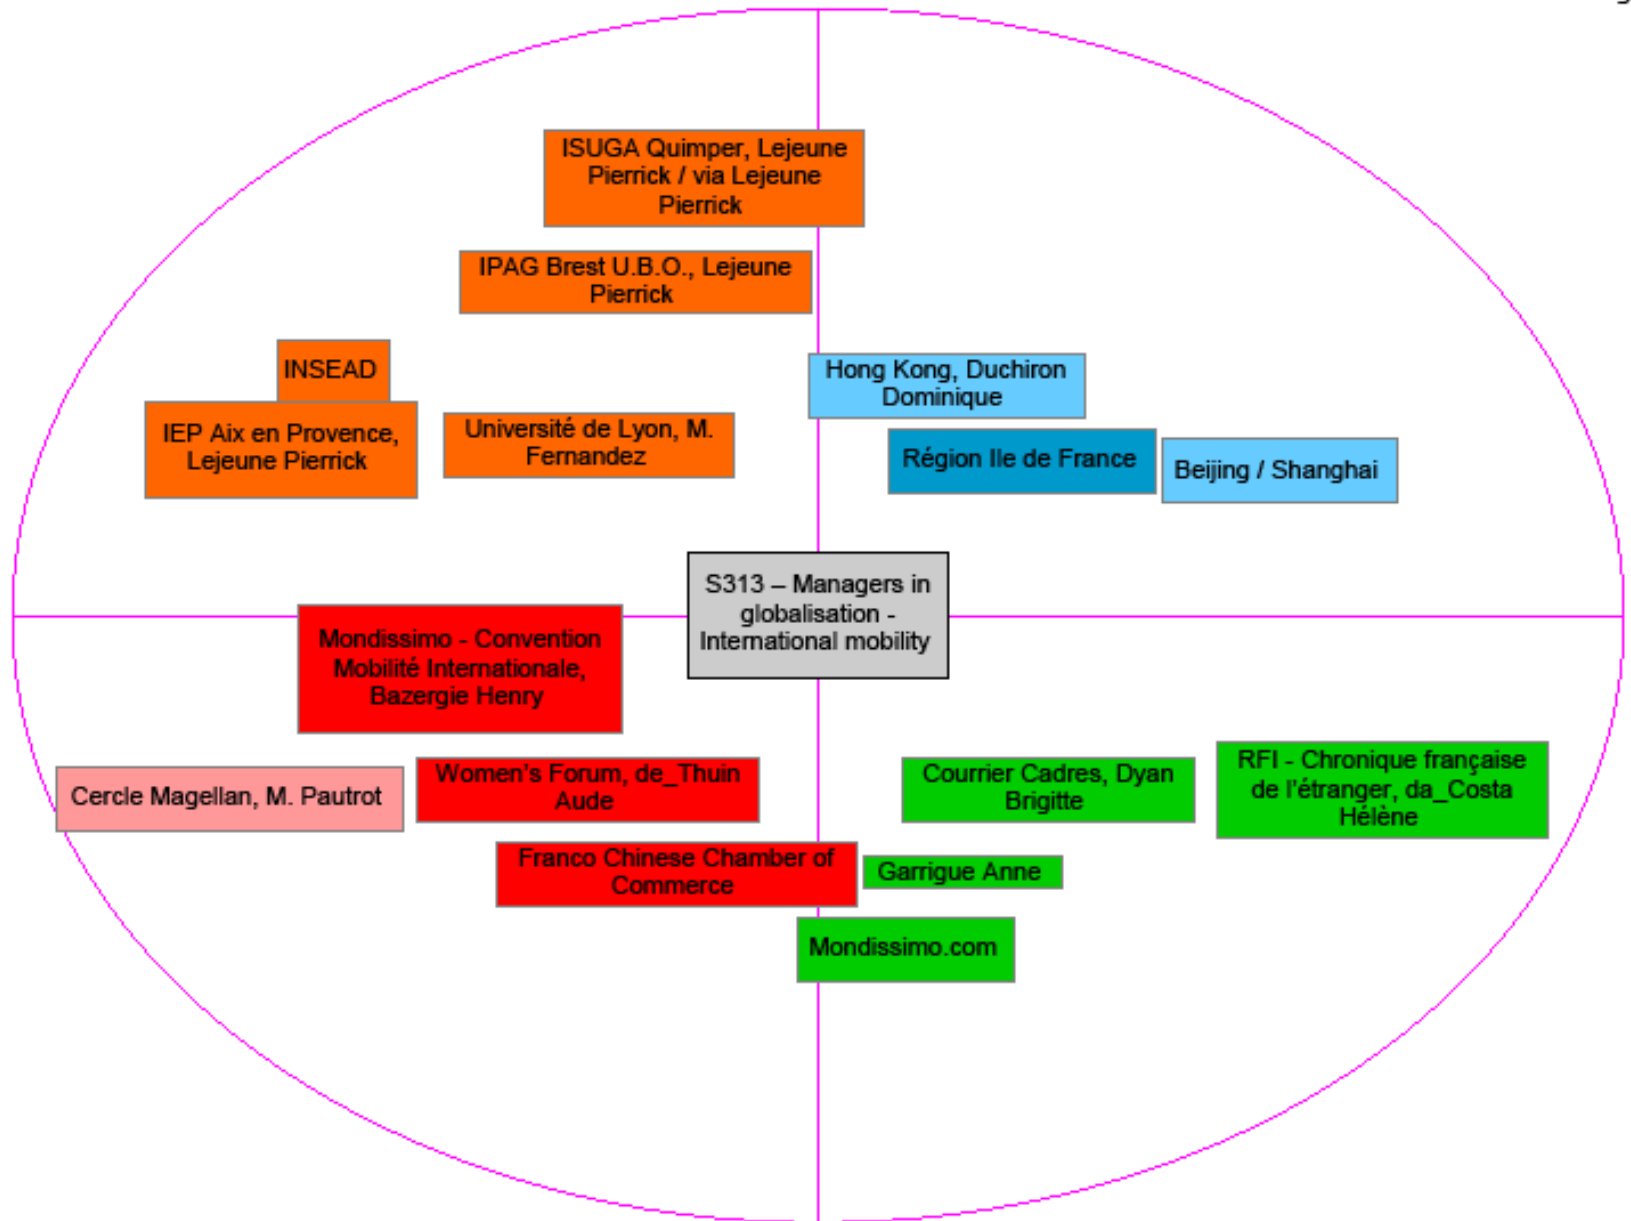 ISUGA Quimper, Lejeune
Pierrick / via Lejeune
Pierrick
IPAG Brest U.B.O., Lejeune
Pierrick
INSEAD
IEP Aix en Provence,
Lejeune Pierrick
Université de Lyon, M.
Fernandez
Hong Kong, Duchiron
Dominique
Région Ile de France
Beijing / Shanghai
S313 – Managers in
globalisation -
International mobility
Mondissimo - Convention
Mobilité Internationale,
Bazergie Henry
Cercle Magellan, M. Pautrot
Women's Forum, de_Thuin
Aude
Franco Chinese Chamber of
Commerce
Courrier Cadres, Dyan
Brigitte
RFI - Chronique française
de l'étranger, da_Costa
Hélène
Garrigue Anne
Mondissimo.com